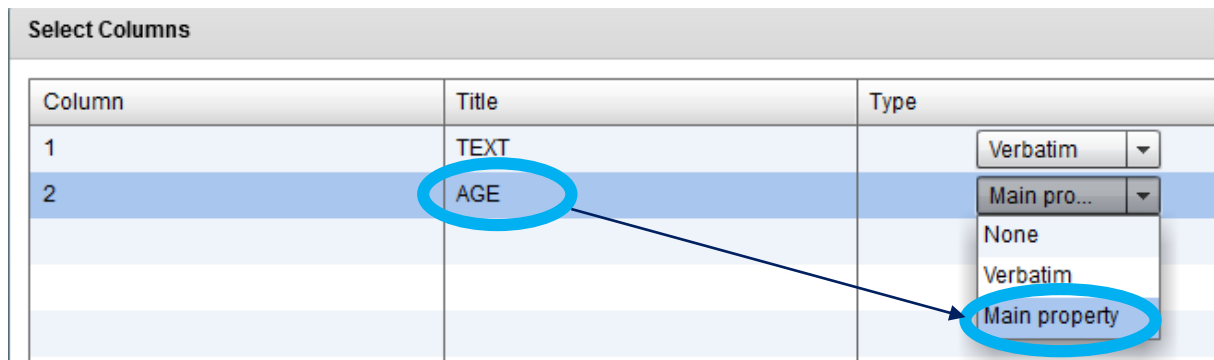 Select Columns
Column Title Type
1 TEXT Verbatim
2 AGE Main pro...
None
Verbatim
Main property